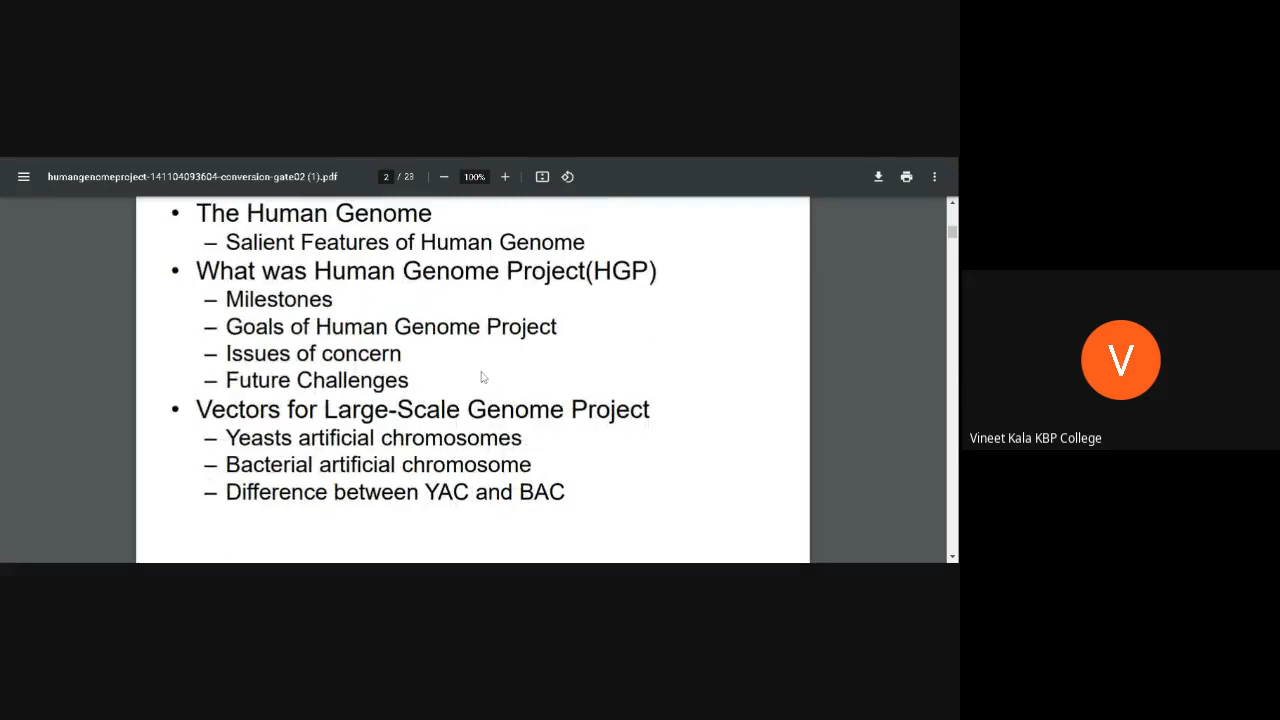 humangenomeproject-141104093604-conversion-gate02 (1).pdf 2 / 23 100%
• The Human Genome
– Salient Features of Human Genome
• What was Human Genome Project(HGP)
– Milestones
– Goals of Human Genome Project
– Issues of concern
– Future Challenges
• Vectors for Large-Scale Genome Project
– Yeasts artificial chromosomes
– Bacterial artificial chromosome
– Difference between YAC and BAC
V
Vineet Kala KBP College